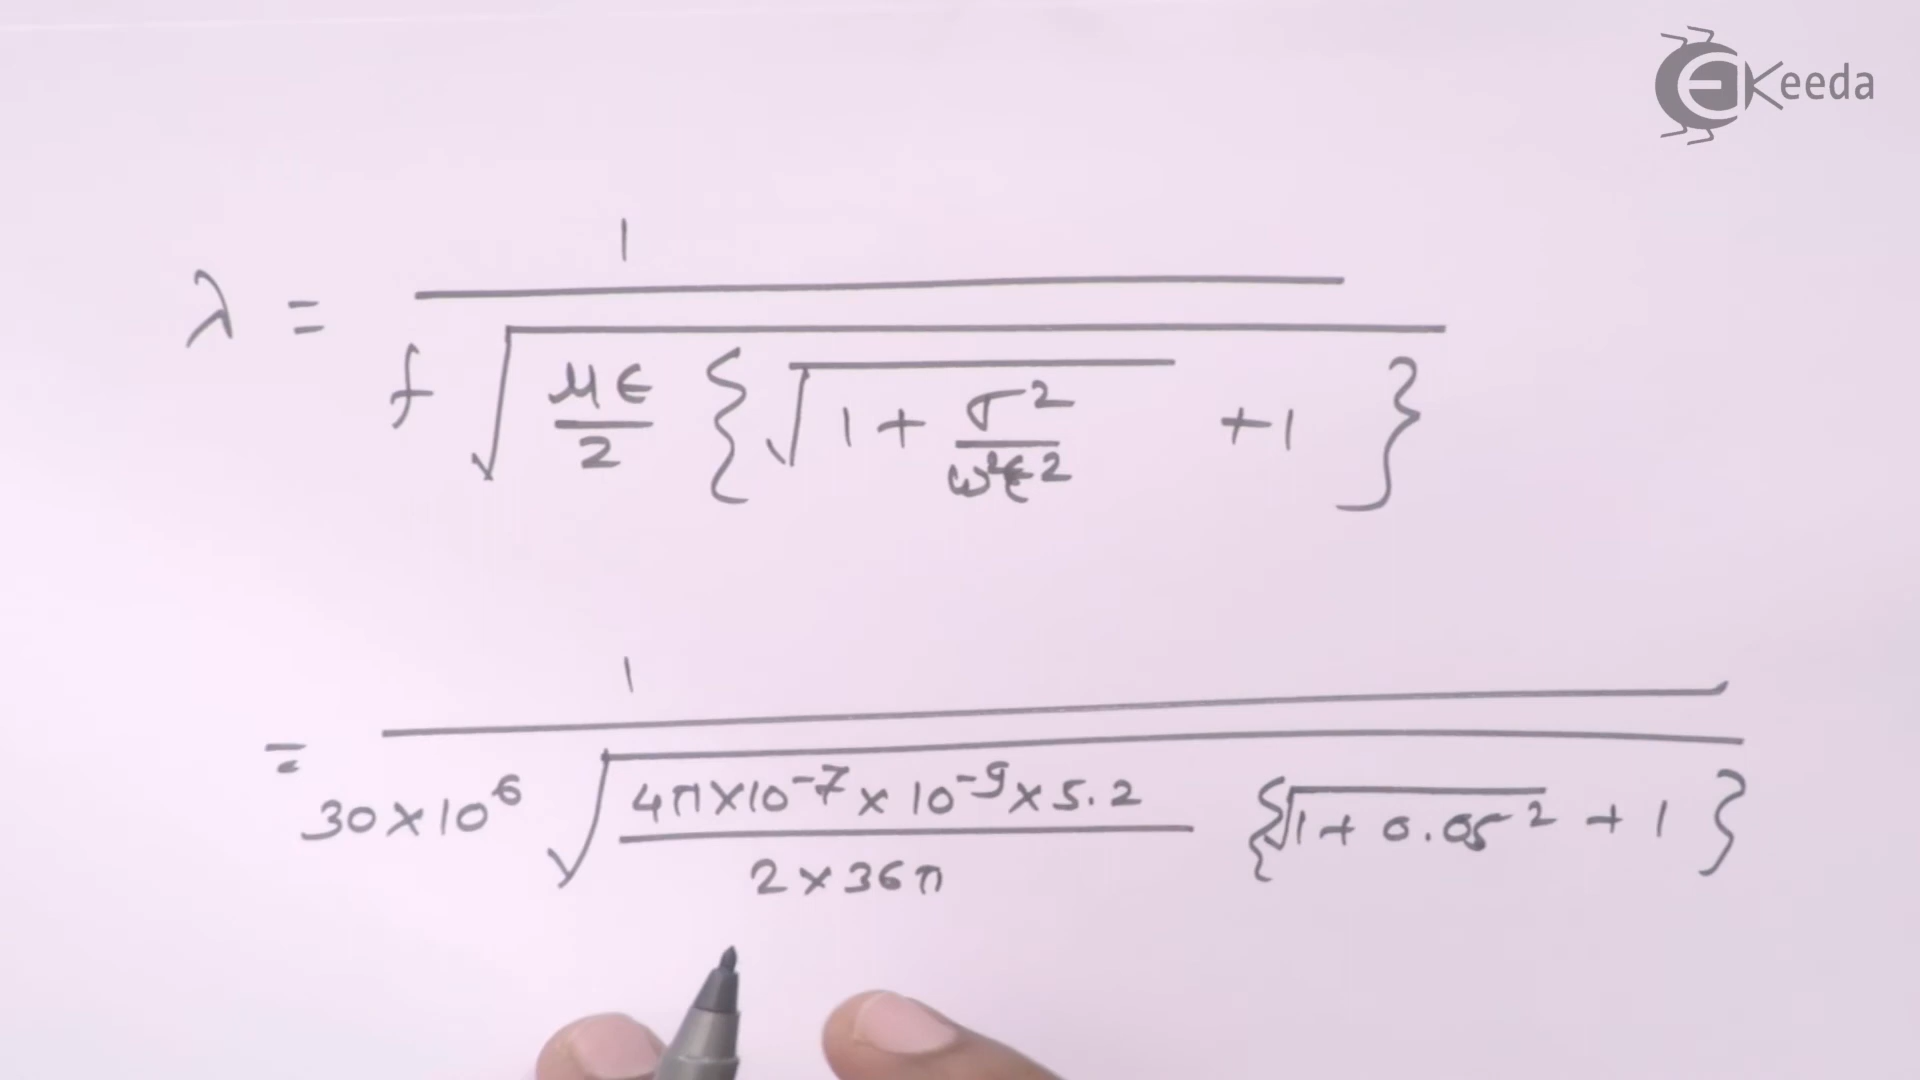 EKeeda
λ = 1 / f √( με/2 { √( 1 + σ² / ω²ε² ) + 1 } )
= 1 / 30 × 10⁶ √( 4π × 10⁻⁷ × 10⁻⁹ × 5.2 / 2 × 36π { √( 1 + 0.05² ) + 1 } )